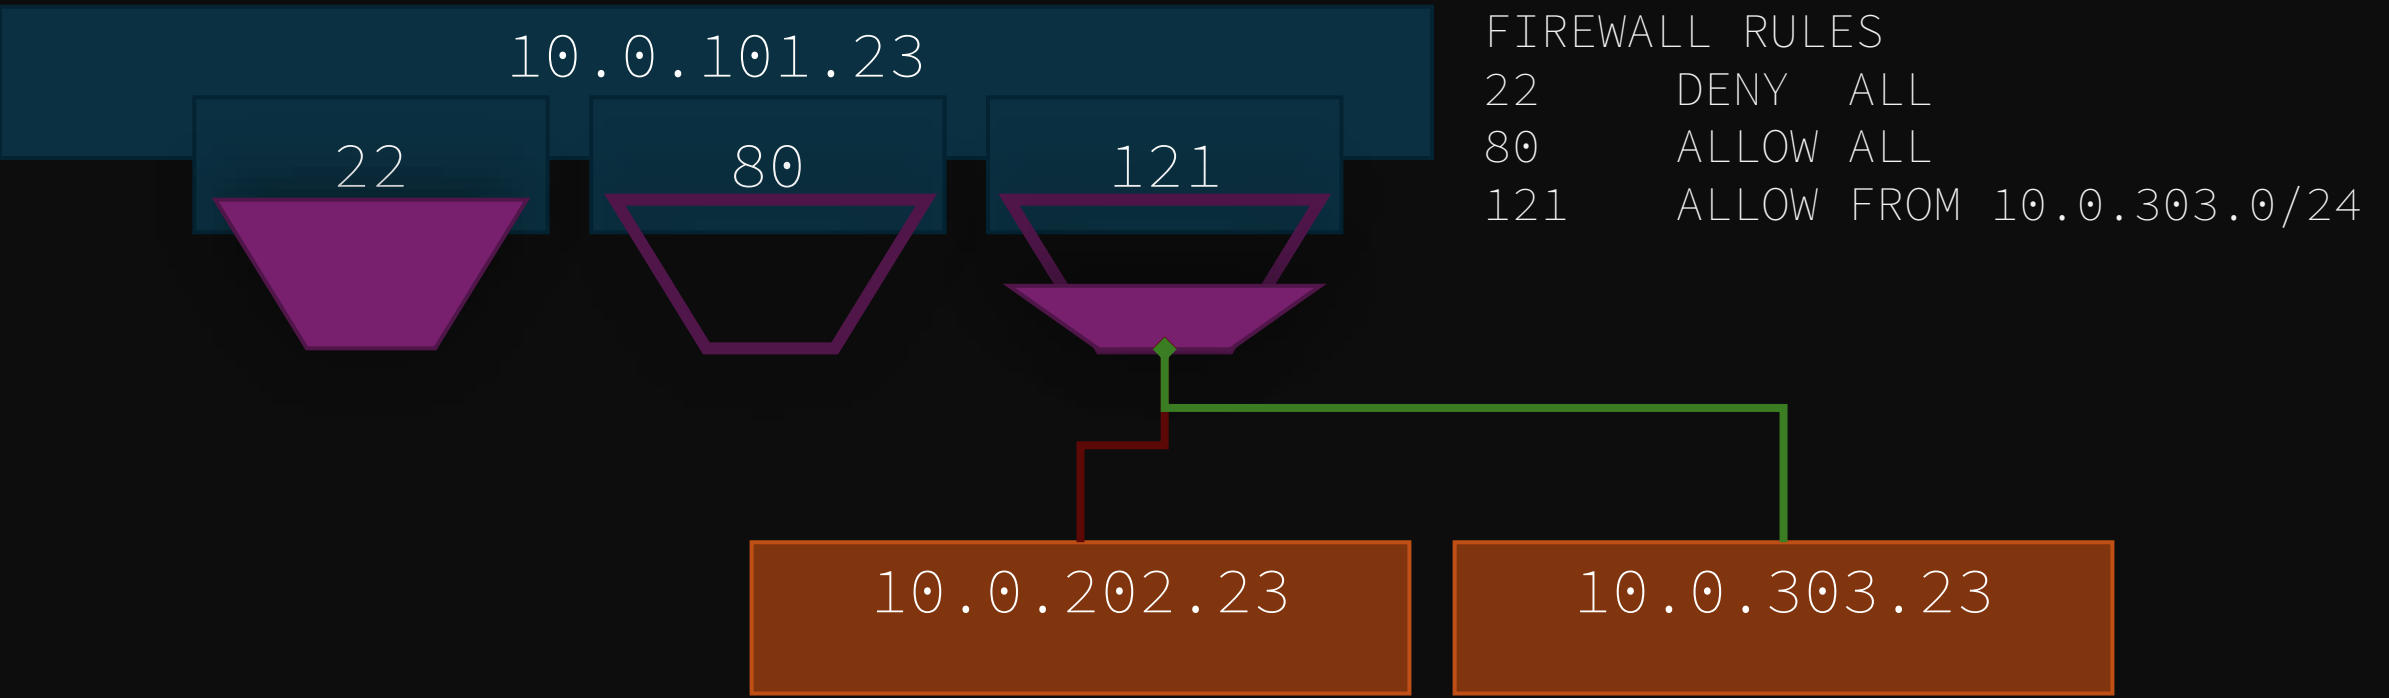 10.0.101.23
22
80
121
FIREWALL RULES
22 DENY ALL
80 ALLOW ALL
121 ALLOW FROM 10.0.303.0/24
10.0.202.23
10.0.303.23